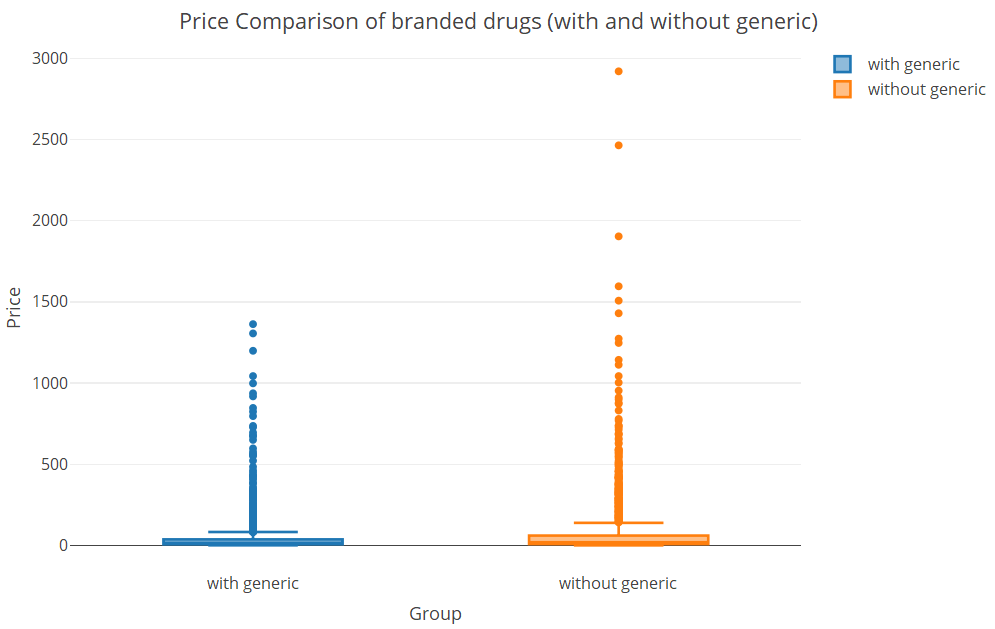 Price Comparison of branded drugs (with and without generic)
with generic
without generic
3000
2500
2000
1500
1000
500
0
Price
with generic
without generic
Group